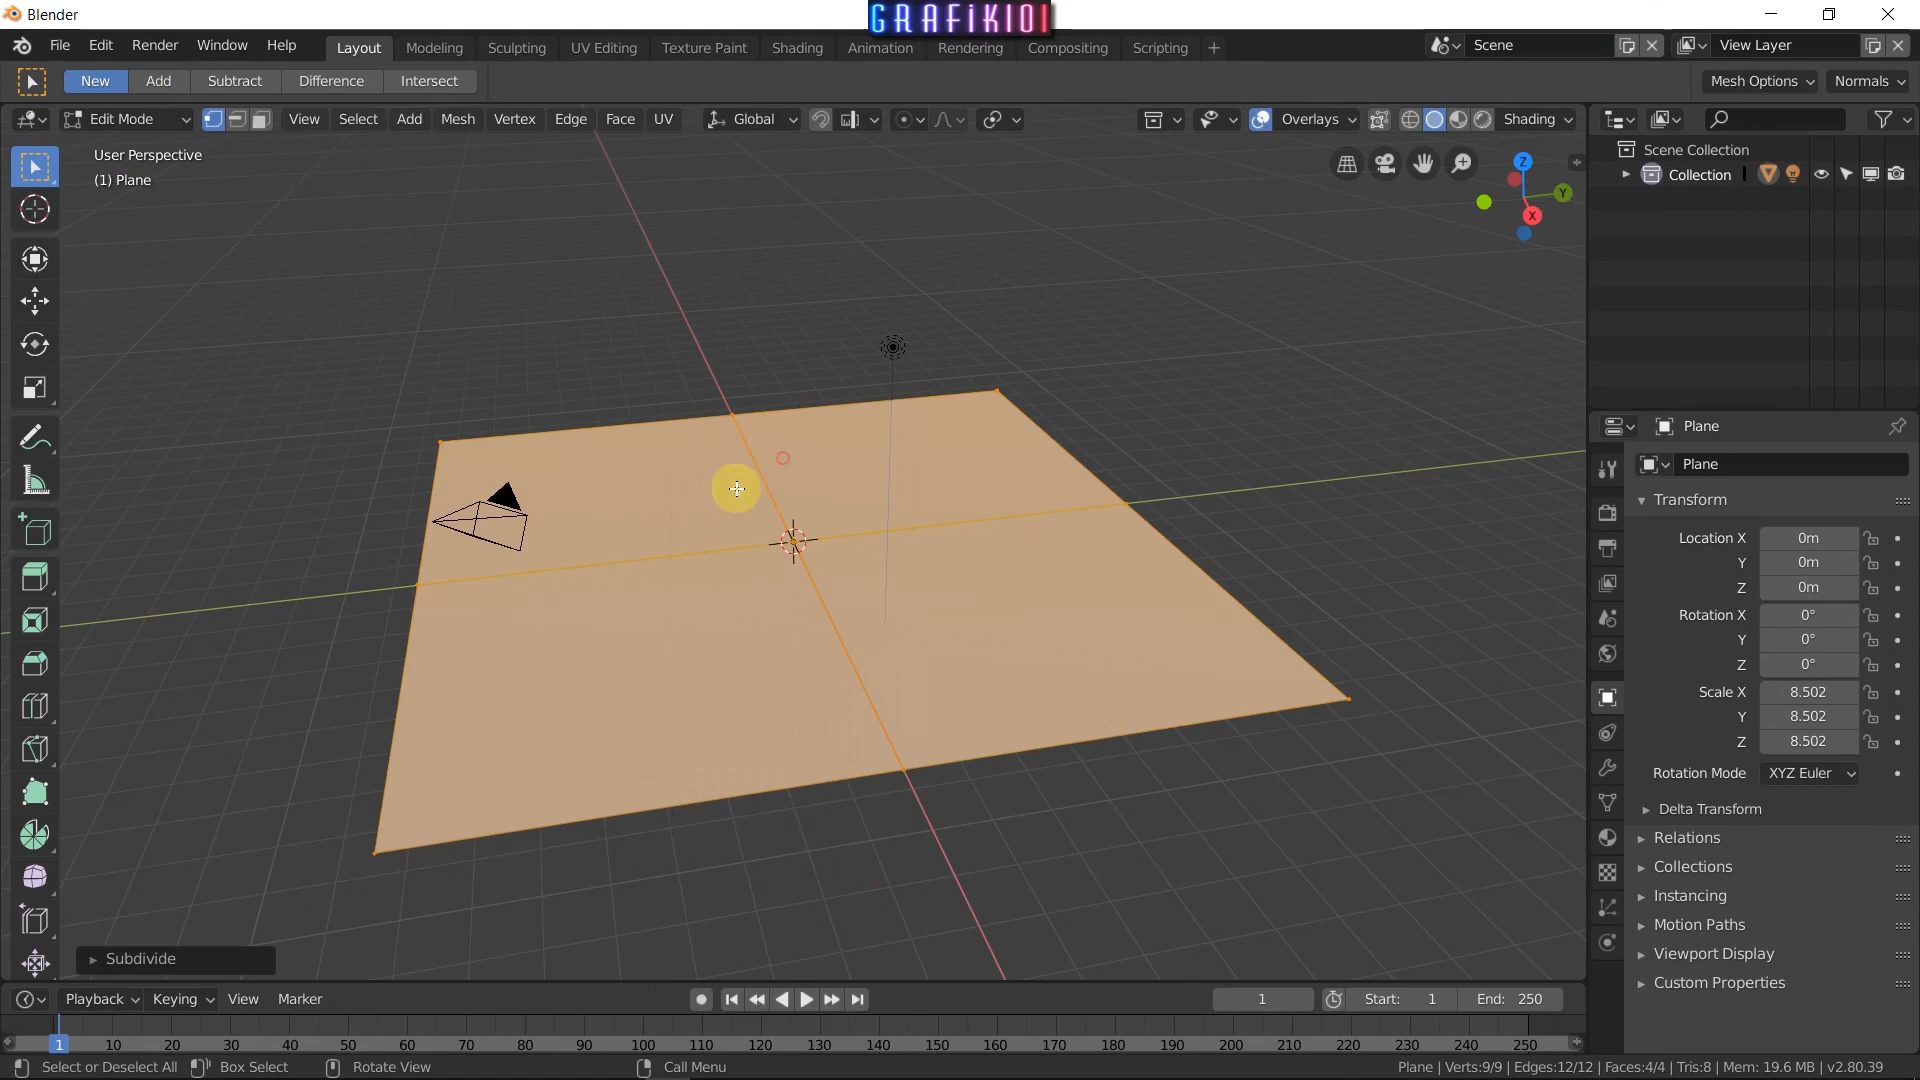 Blender
GRAFiK101
File Edit Render Window Help
Layout Modeling Sculpting UV Editing Texture Paint Shading Animation Rendering Compositing Scripting +
Scene
View Layer
New Add Subtract Difference Intersect
Mesh Options Normals
Edit Mode
View Select Add Mesh Vertex Edge Face UV
Global
Overlays
Shading
User Perspective
(1) Plane
Z
Y
X
Scene Collection
Collection
Plane
Plane
Transform
Location X 0m
Y 0m
Z 0m
Rotation X 0°
Y 0°
Z 0°
Scale X 8.502
Y 8.502
Z 8.502
Rotation Mode XYZ Euler
Delta Transform
Relations
Collections
Instancing
Motion Paths
Viewport Display
Custom Properties
Subdivide
Playback Keying View Marker
1
Start: 1
End: 250
1 10 20 30 40 50 60 70 80 90 100 110 120 130 140 150 160 170 180 190 200 210 220 230 240 250
Select or Deselect All Box Select Rotate View Call Menu
Plane | Verts:9/9 | Edges:12/12 | Faces:4/4 | Tris:8 | Mem: 19.6 MB | v2.80.39